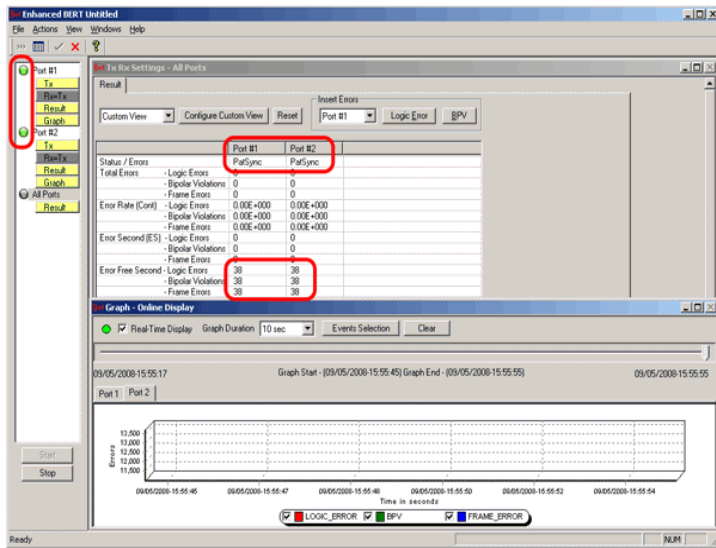 Enhanced BERT Untitled
File Actions View Windows Help
Port #1
Tx
Rx=Tx
Result
Graph
Port #2
Tx
Rx=Tx
Result
Graph
All Ports
Result
Start
Stop
Tx Rx Settings - All Ports
Result
Custom View Configure Custom View Reset
Insert Errors
Port #1 Logic Error BPV
Port #1 Port #2
Status / Errors PatSync PatSync
Total Errors - Logic Errors 0 0
- Bipolar Violations 0 0
- Frame Errors 0 0
Error Rate (Cont) - Logic Errors 0.00E+000 0.00E+000
- Bipolar Violations 0.00E+000 0.00E+000
- Frame Errors 0.00E+000 0.00E+000
Error Second (ES) - Logic Errors 0 0
- Bipolar Violations 0 0
- Frame Errors 0 0
Error Free Second - Logic Errors 38 38
- Bipolar Violations 38 38
- Frame Errors 38 38
Graph - Online Display
Real-Time Display Graph Duration 10 sec Events Selection Clear
09/05/2008-15:55:17 Graph Start - (09/05/2008-15:55:45) Graph End - (09/05/2008-15:55:55) 09/05/2008-15:55:55
Port 1 Port 2
Errors
13,500
13,000
12,500
12,000
11,500
09/05/2008-15:55:45 09/05/2008-15:55:47 09/05/2008-15:55:48 09/05/2008-15:55:50 09/05/2008-15:55:52 09/05/2008-15:55:54
Time in seconds
LOGIC_ERROR BPV FRAME_ERROR
Ready NUM